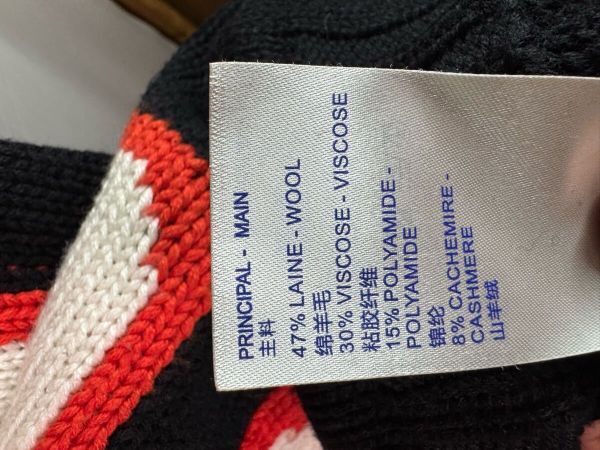 PRINCIPAL - MAIN
主料
47% LAINE - WOOL
绵羊毛
30% VISCOSE - VISCOSE
粘胶纤维
15% POLYAMIDE -
POLYAMIDE
锦纶
8% CACHEMIRE -
CASHMERE
山羊绒